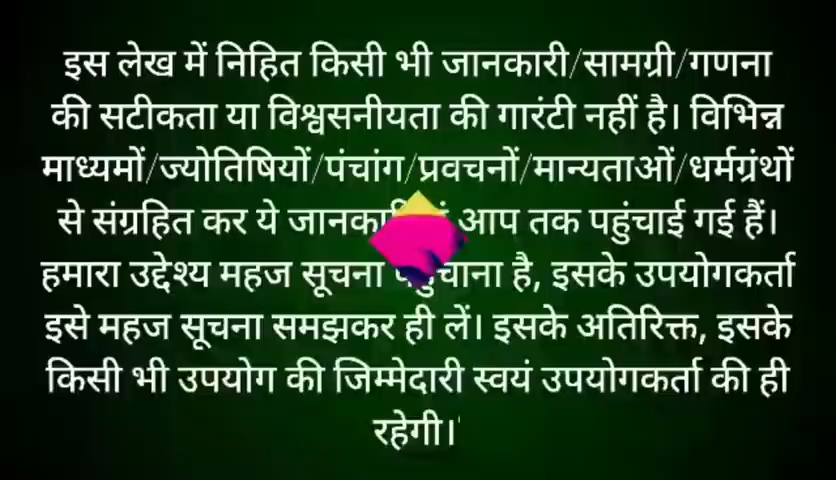 इस लेख में निहित किसी भी जानकारी/सामग्री/गणना
की सटीकता या विश्वसनीयता की गारंटी नहीं है। विभिन्न
माध्यमों/ज्योतिषियों/पंचांग/प्रवचनों/मान्यताओं/धर्मग्रंथों
से संग्रहित कर ये आप तक पहुंचाई गई हैं।
हमारा उद्देश्य महज सूचना है, इसके उपयोगकर्ता
इसे महज सूचना समझकर ही लें। इसके अतिरिक्त, इसके
किसी भी उपयोग की जिम्मेदारी स्वयं उपयोगकर्ता की ही
रहेगी।'